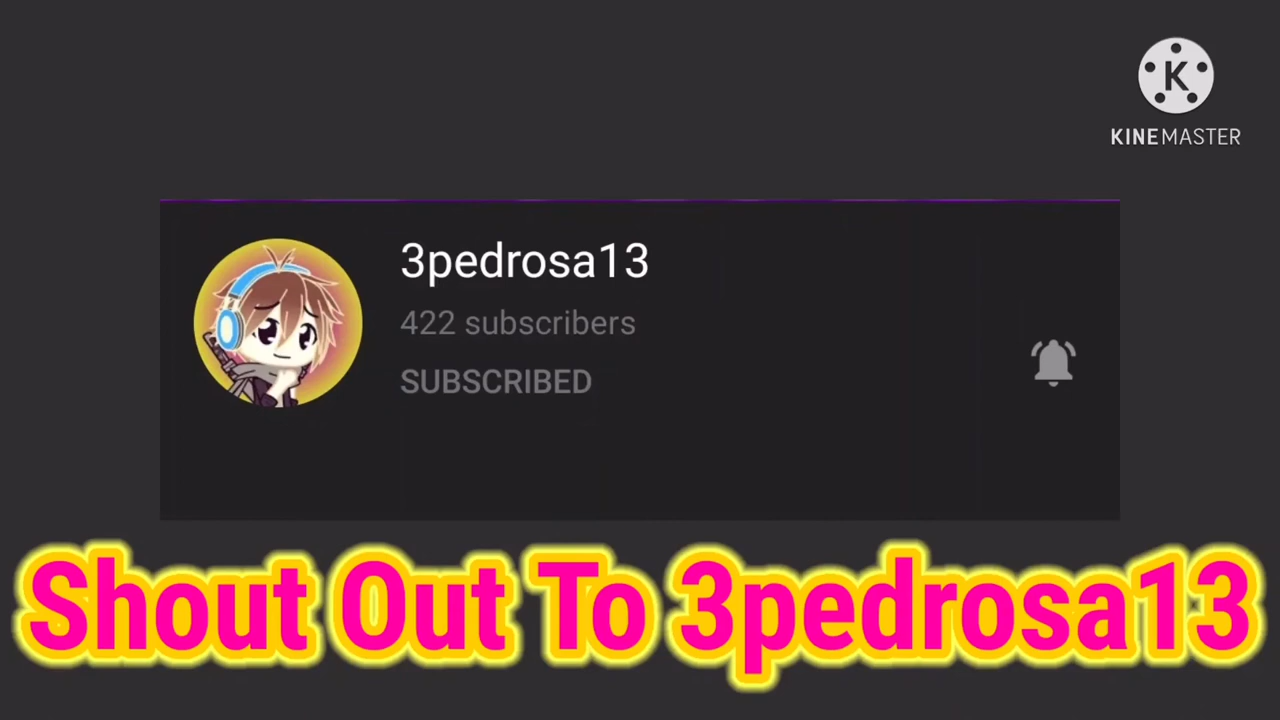 K
KINEMASTER
3pedrosa13
422 subscribers
SUBSCRIBED
Shout Out To 3pedrosa13